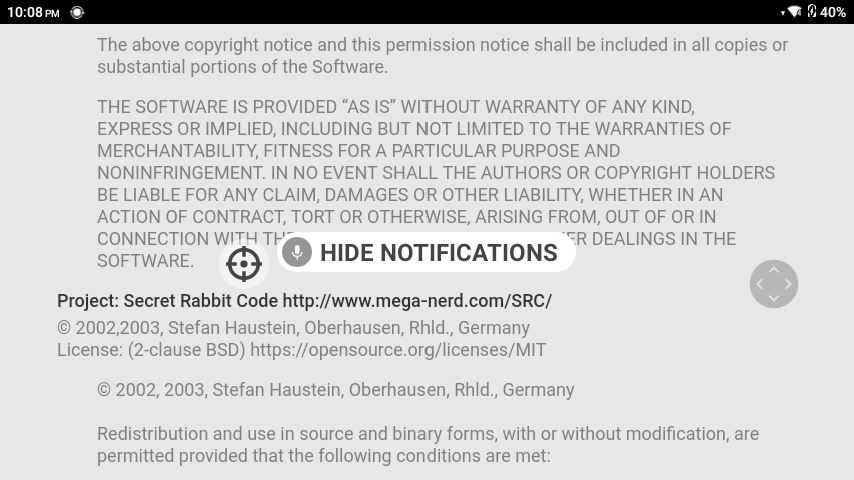 10:08 PM
40%
The above copyright notice and this permission notice shall be included in all copies or
substantial portions of the Software.
THE SOFTWARE IS PROVIDED “AS IS” WITHOUT WARRANTY OF ANY KIND,
EXPRESS OR IMPLIED, INCLUDING BUT NOT LIMITED TO THE WARRANTIES OF
MERCHANTABILITY, FITNESS FOR A PARTICULAR PURPOSE AND
NONINFRINGEMENT. IN NO EVENT SHALL THE AUTHORS OR COPYRIGHT HOLDERS
BE LIABLE FOR ANY CLAIM, DAMAGES OR OTHER LIABILITY, WHETHER IN AN
ACTION OF CONTRACT, TORT OR OTHERWISE, ARISING FROM, OUT OF OR IN
CONNECTION WITH DEALINGS IN THE
HIDE NOTIFICATIONS
SOFTWARE.
Project: Secret Rabbit Code http://www.mega-nerd.com/SRC/
© 2002,2003, Stefan Haustein, Oberhausen, Rhld., Germany
License: (2-clause BSD) https://opensource.org/licenses/MIT
© 2002, 2003, Stefan Haustein, Oberhausen, Rhld., Germany
Redistribution and use in source and binary forms, with or without modification, are
permitted provided that the following conditions are met: